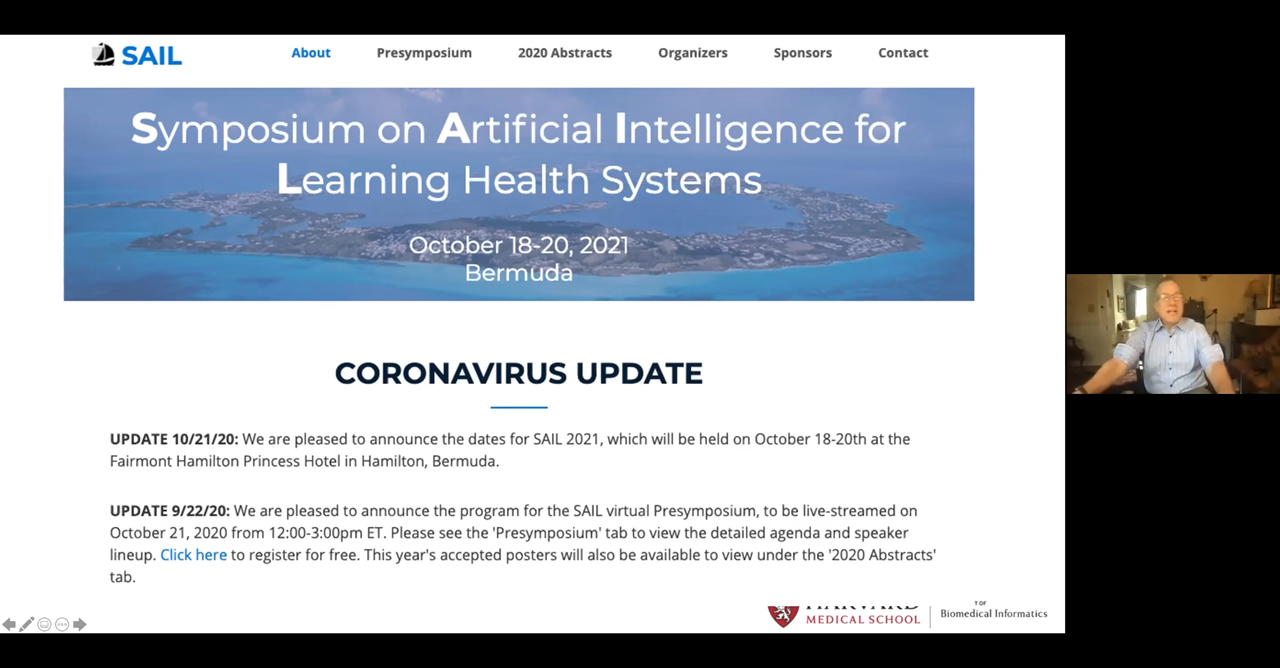 SAIL
About Presymposium 2020 Abstracts Organizers Sponsors Contact
Symposium on Artificial Intelligence for
Learning Health Systems
October 18-20, 2021
Bermuda
CORONAVIRUS UPDATE
UPDATE 10/21/20: We are pleased to announce the dates for SAIL 2021, which will be held on October 18-20th at the
Fairmont Hamilton Princess Hotel in Hamilton, Bermuda.
UPDATE 9/22/20: We are pleased to announce the program for the SAIL virtual Presymposium, to be live-streamed on
October 21, 2020 from 12:00-3:00pm ET. Please see the 'Presymposium' tab to view the detailed agenda and speaker
lineup. Click here to register for free. This year's accepted posters will also be available to view under the '2020 Abstracts'
tab.
HARVARD
MEDICAL SCHOOL
T OF
Biomedical Informatics